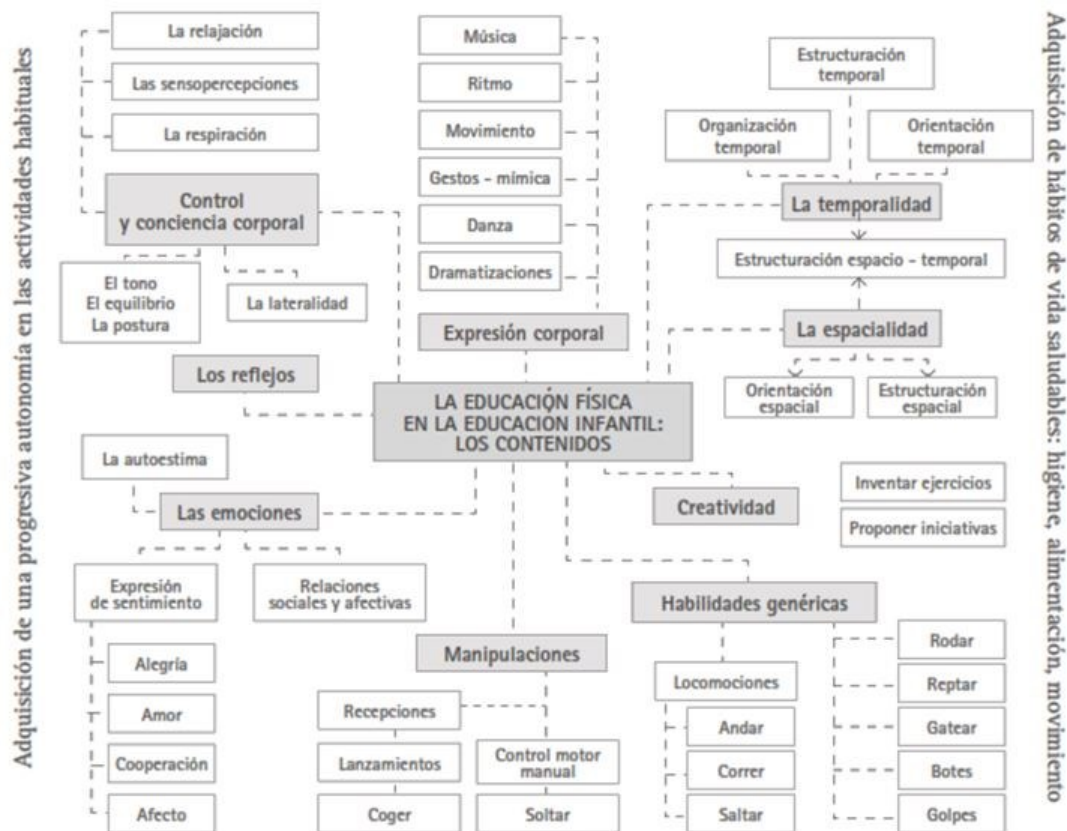 Adquisición de una progresiva autonomía en las actividades habituales
La relajación
Las sensopercepciones
La respiración
Control
y conciencia corporal
El tono
El equilibrio
La postura
La lateralidad
Los reflejos
Música
Ritmo
Movimiento
Gestos – mímica
Danza
Dramatizaciones
Expresión corporal
Estructuración
temporal
Organización
temporal
Orientación
temporal
La temporalidad
Estructuración espacio – temporal
La espacialidad
Orientación
espacial
Estructuración
espacial
LA EDUCACIÓN FÍSICA
EN LA EDUCACIÓN INFANTIL:
LOS CONTENIDOS
La autoestima
Las emociones
Expresión
de sentimiento
Relaciones
sociales y afectivas
Alegría
Amor
Cooperación
Afecto
Manipulaciones
Recepciones
Lanzamientos
Coger
Control motor
manual
Soltar
Creatividad
Inventar ejercicios
Proponer iniciativas
Habilidades genéricas
Locomociones
Andar
Correr
Saltar
Rodar
Reptar
Gatear
Botes
Golpes
Adquisición de hábitos de vida saludables: higiene, alimentación, movimiento